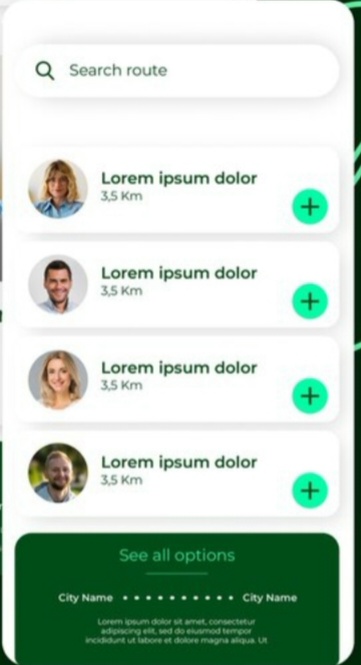 Search route
Lorem ipsum dolor
3,5 Km
Lorem ipsum dolor
3,5 Km
Lorem ipsum dolor
3,5 Km
Lorem ipsum dolor
3,5 Km
See all options
City Name City Name
Lorem ipsum dolor sit amet, consectetur
adipiscing elit, sed do eiusmod tempor
incididunt ut labore et dolore magna aliqua. Ut